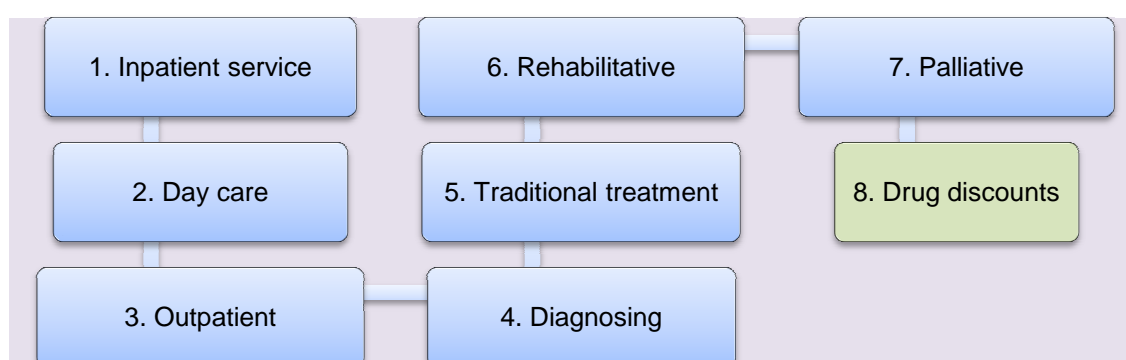 1. Inpatient service
2. Day care
3. Outpatient
4. Diagnosing
5. Traditional treatment
6. Rehabilitative
7. Palliative
8. Drug discounts